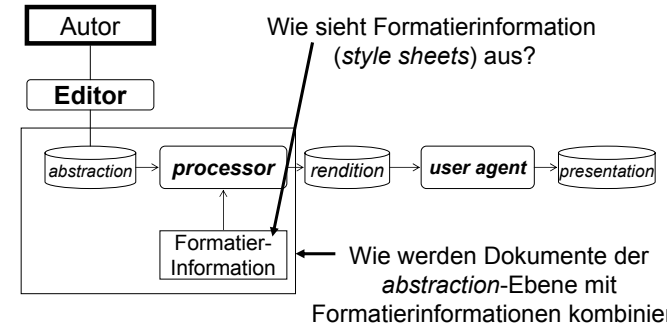 Autor
Wie sieht Formatierinformation
(style sheets) aus?
Editor
abstraction
processor
rendition
user agent
presentation
Formatier-
Information
Wie werden Dokumente der
abstraction-Ebene mit
Formatierinformationen kombinier